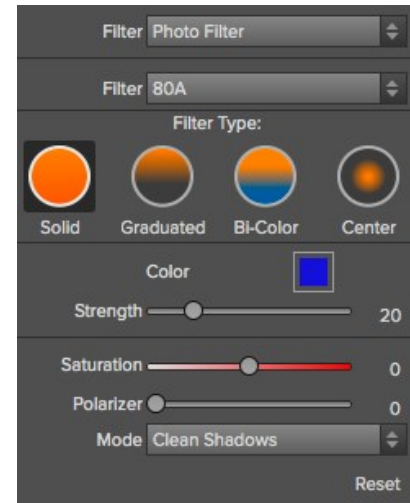 Filter Photo Filter
Filter 80A
Filter Type:
Solid Graduated Bi-Color Center
Color
Strength 20
Saturation 0
Polarizer 0
Mode Clean Shadows
Reset